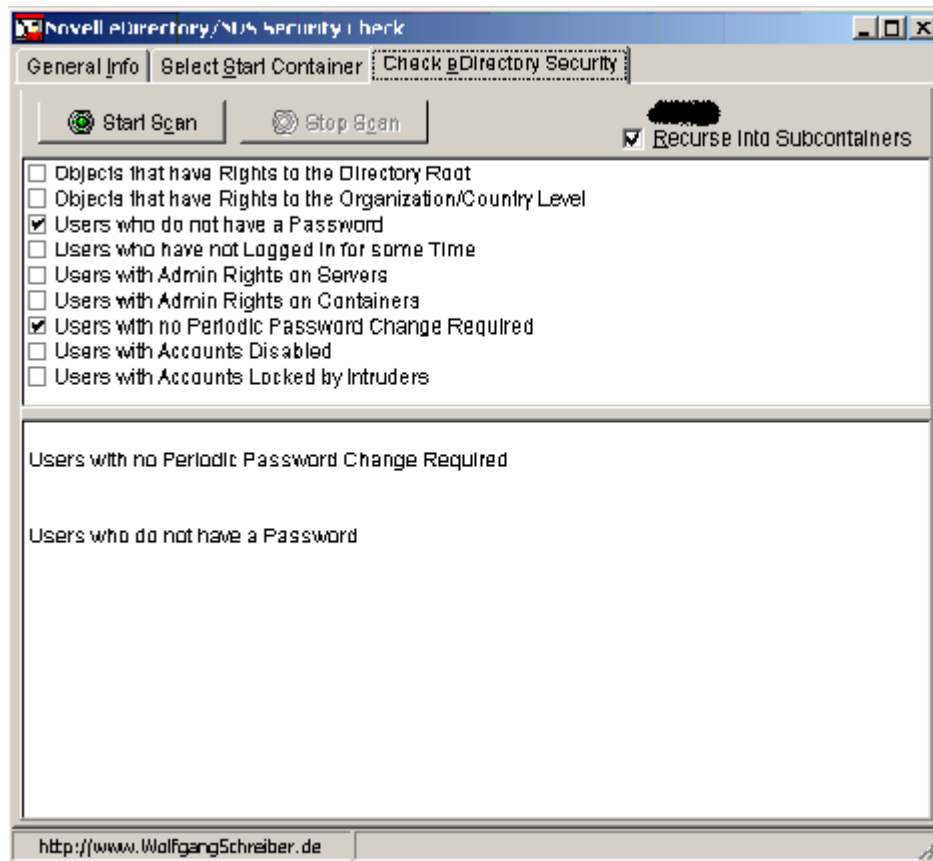 Novell eDirectory/NDS Security Check
General Info
Select Start Container
Check eDirectory Security
Start Scan
Stop Scan
Recurse into Subcontainers
Objects that have Rights to the Directory Root
Objects that have Rights to the Organization/Country Level
Users who do not have a Password
Users who have not Logged In for some Time
Users with Admin Rights on Servers
Users with Admin Rights on Containers
Users with no Periodic Password Change Required
Users with Accounts Disabled
Users with Accounts Locked by Intruders
Users with no Periodic Password Change Required
Users who do not have a Password
http://www.WolfgangSchreiber.de